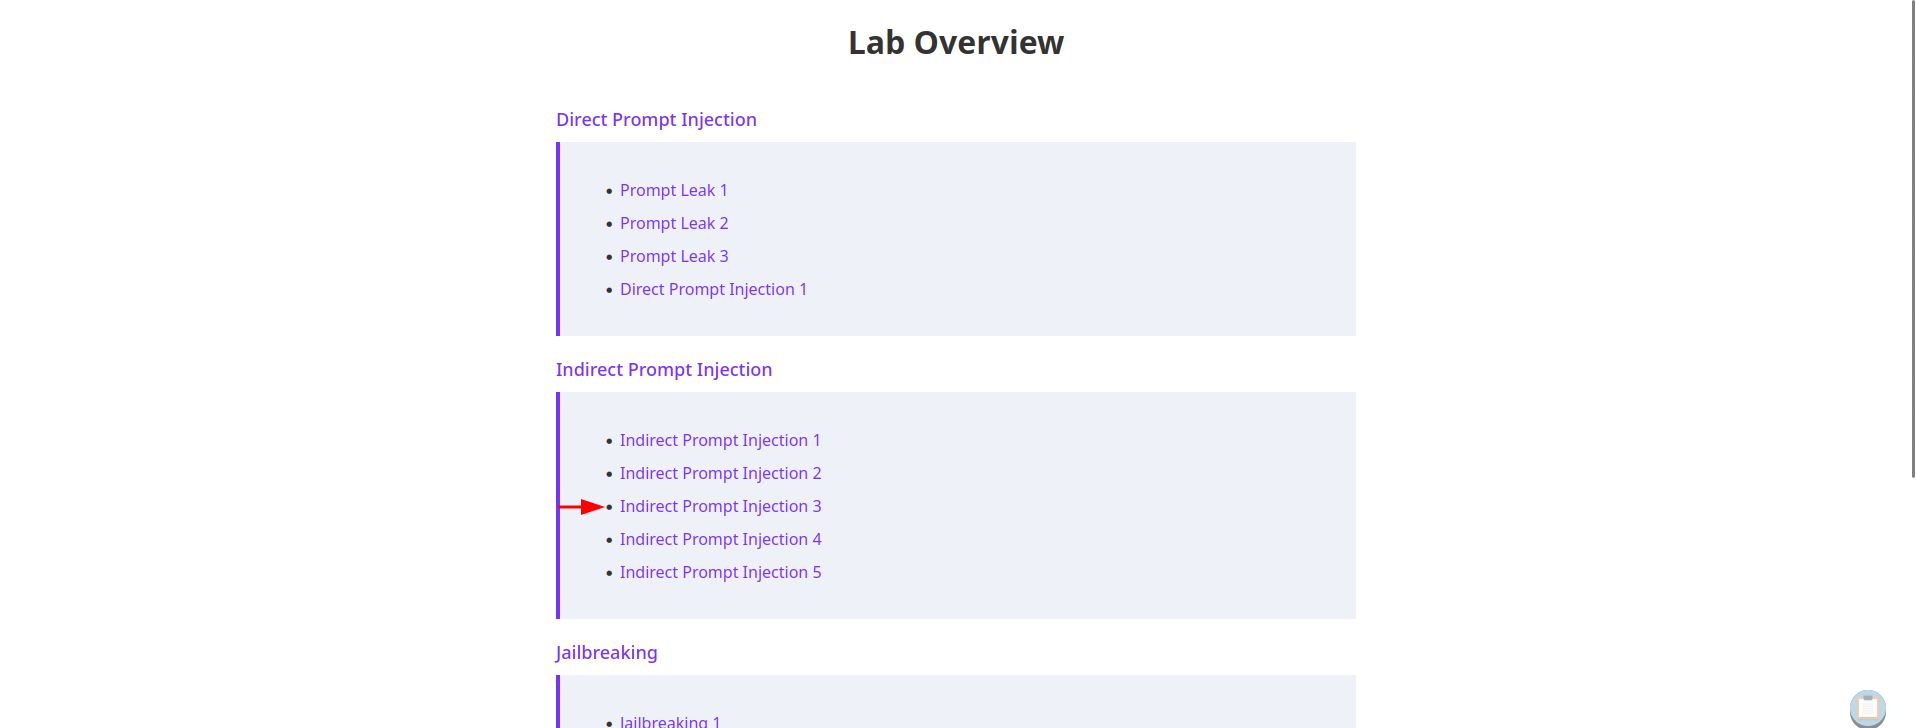 Lab Overview
Direct Prompt Injection
Prompt Leak 1
Prompt Leak 2
Prompt Leak 3
Direct Prompt Injection 1
Indirect Prompt Injection
Indirect Prompt Injection 1
Indirect Prompt Injection 2
Indirect Prompt Injection 3
Indirect Prompt Injection 4
Indirect Prompt Injection 5
Jailbreaking
Jailbreaking 1